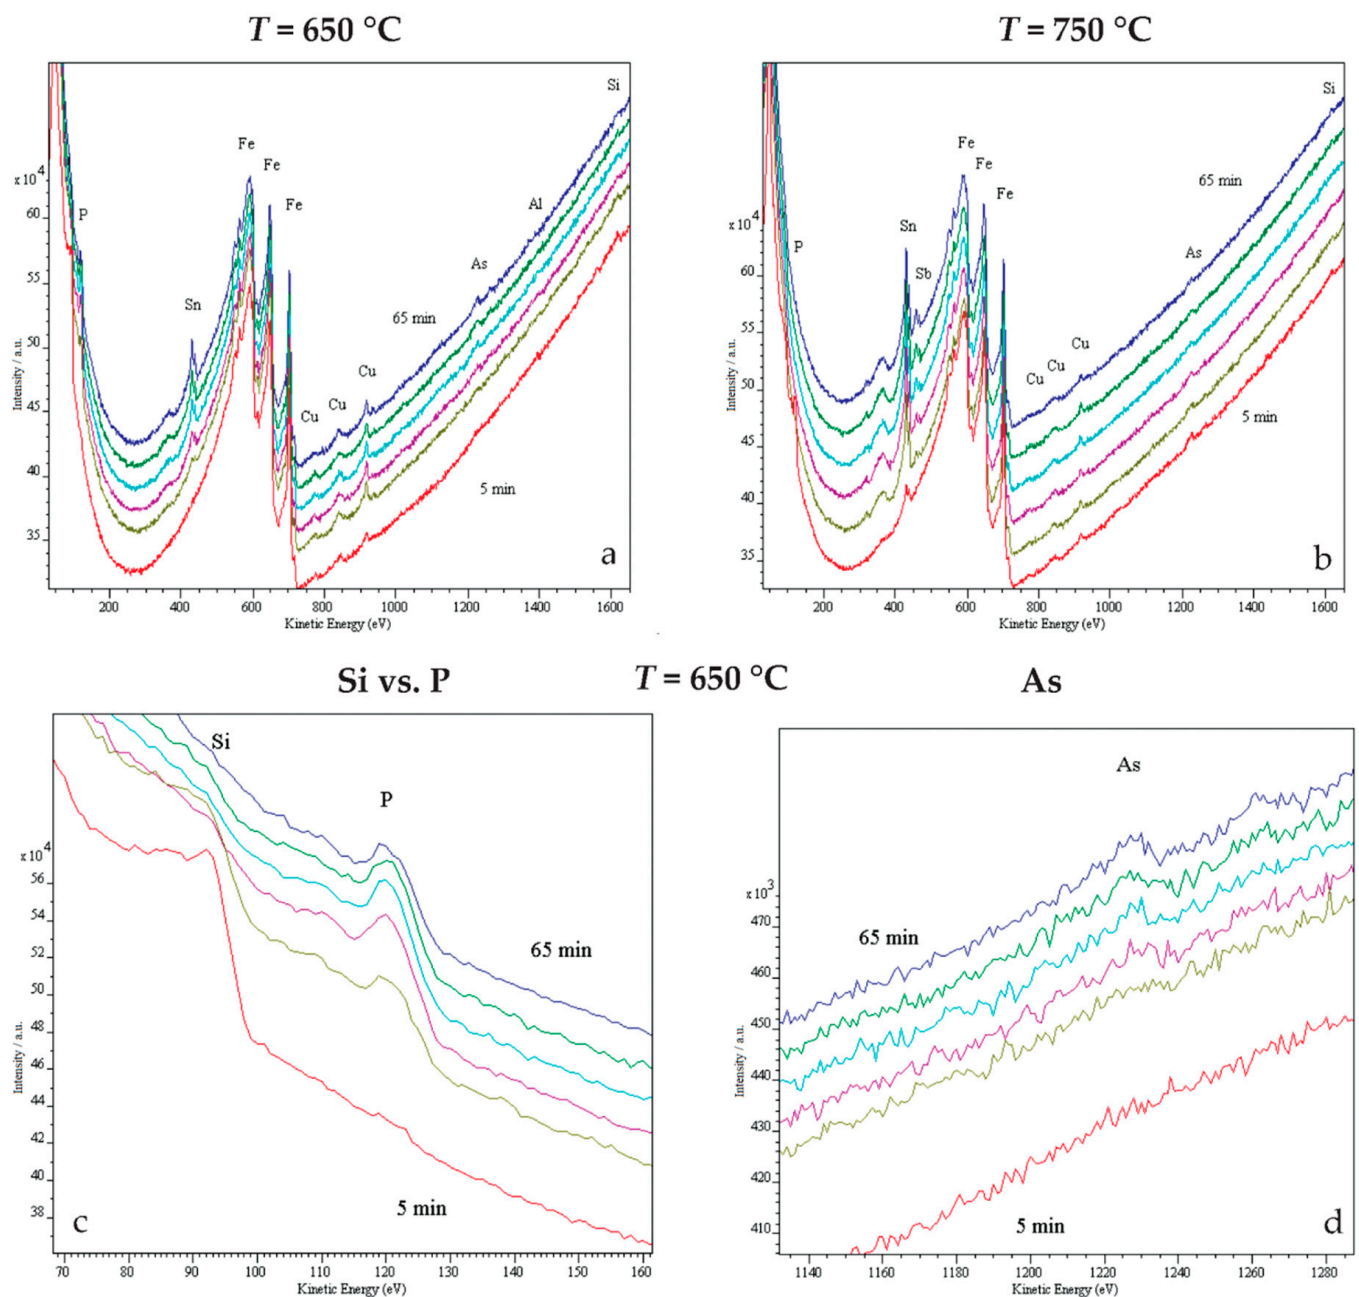 T = 650 °C
T = 750 °C
Si
Fe
Fe
x 10 4
P
60
Fe
Al
As
55
Sn
65 min
50
Intensity / a.u.
Cu
45
Cu
Cu
40
5 min
35
a
200 400 600 800 1000 1200 1400 1600
Kinetic Energy (eV)
Si
Fe
Fe
65 min
x 10 4
Fe
Sn
P
As
Sb
60
55
Cu
Cu
Cu
50
Intensity / a.u.
5 min
45
40
35
b
200 400 600 800 1000 1200 1400 1600
Kinetic Energy (eV)
Si vs. P
T = 650 °C
As
Si
P
x 10 4
56
54
52
65 min
50
48
Intensity / a.u.
46
44
42
40
5 min
38
c
70 80 90 100 110 120 130 140 150 160
Kinetic Energy (eV)
As
x 10 3
470
65 min
460
450
Intensity / a.u.
440
430
420
410
5 min
d
1140 1160 1180 1200 1220 1240 1260 1280
Kinetic Energy (eV)